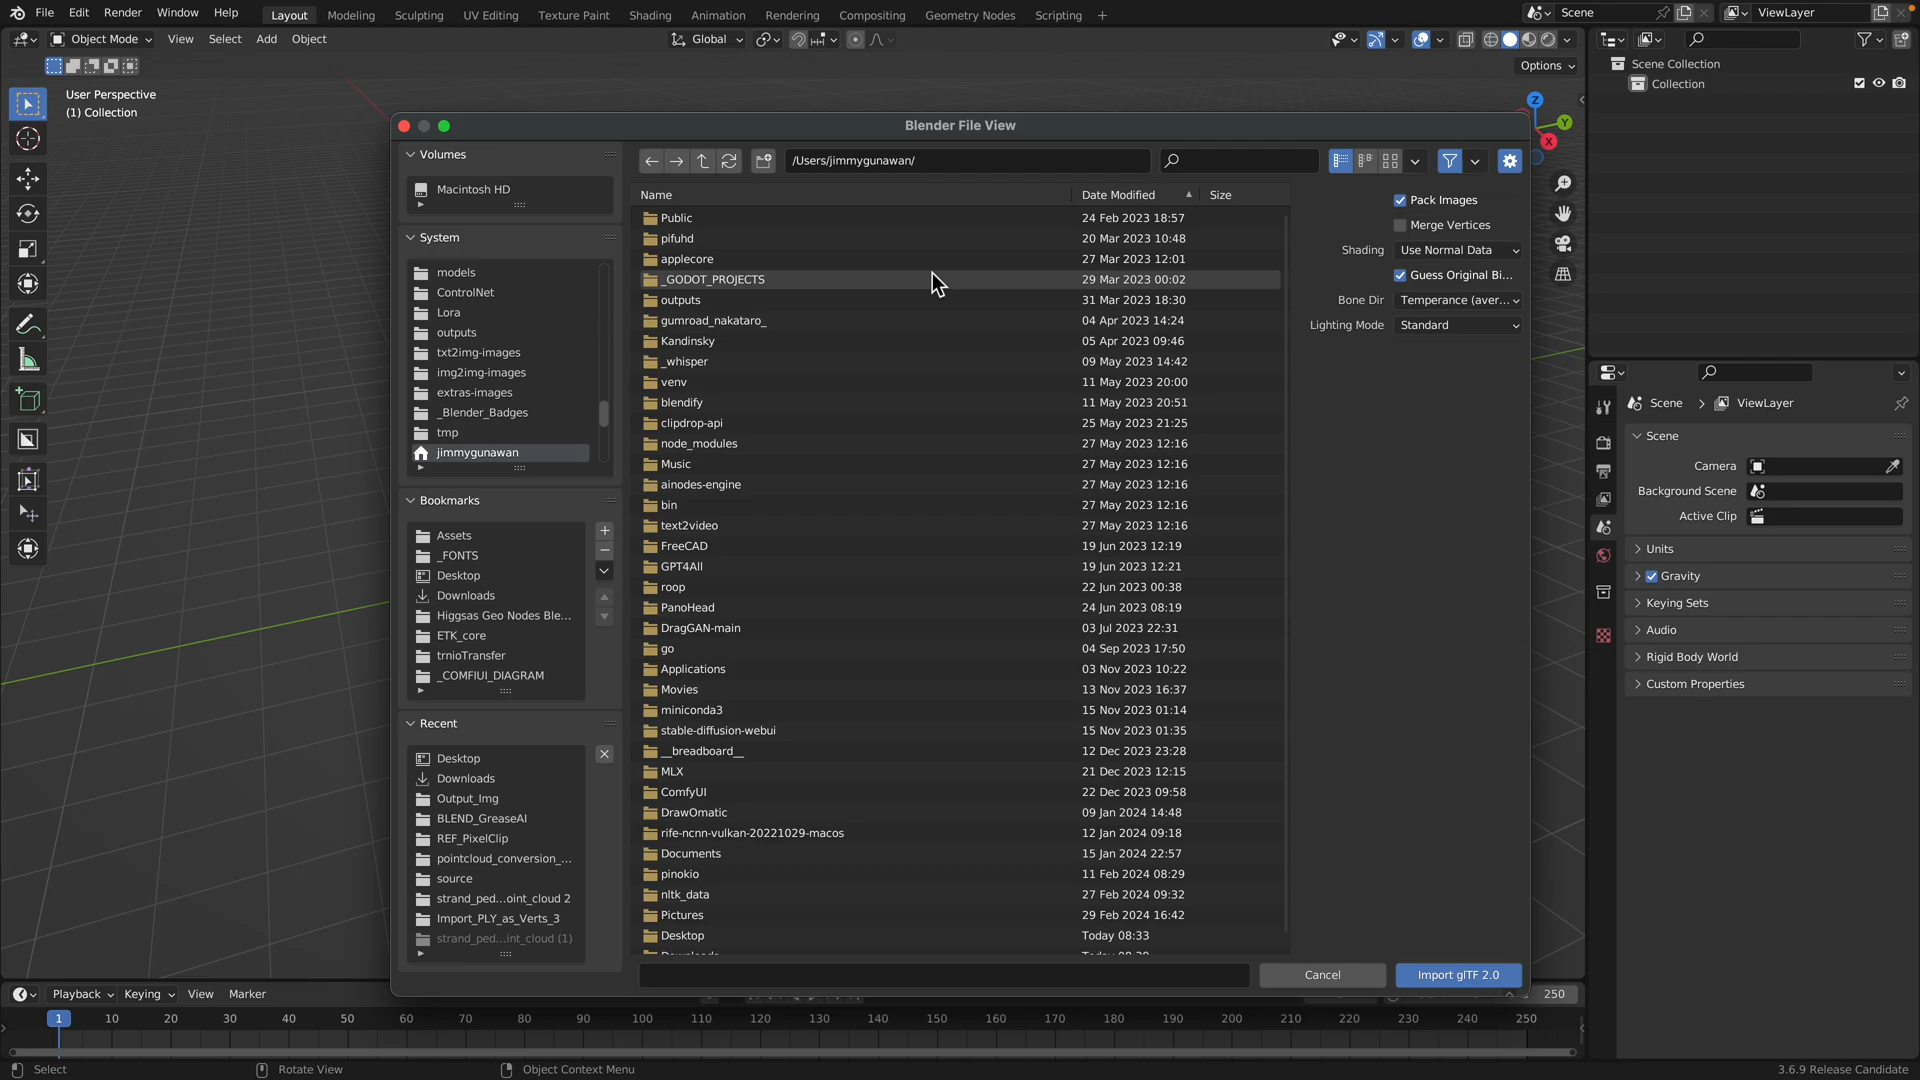 File Edit Render Window Help
Layout Modeling Sculpting UV Editing Texture Paint Shading Animation Rendering Compositing Geometry Nodes Scripting +
Scene
ViewLayer
Object Mode View Select Add Object
Global
Options
User Perspective
(1) Collection
Z
Y
X
Scene Collection
Collection
Blender File View
Volumes
Macintosh HD
System
models
ControlNet
Lora
outputs
txt2img-images
img2img-images
extras-images
_Blender_Badges
tmp
jimmygunawan
Bookmarks
Assets
_FONTS
Desktop
Downloads
Higgsas Geo Nodes Ble...
ETK_core
trnioTransfer
_COMFIUI_DIAGRAM
Recent
Desktop
Downloads
Output_Img
BLEND_GreaseAI
REF_PixelClip
pointcloud_conversion_...
source
strand_ped...oint_cloud 2
Import_PLY_as_Verts_3
strand_ped...int_cloud (1)
/Users/jimmygunawan/
Name Date Modified Size
Public 24 Feb 2023 18:57
pifuhd 20 Mar 2023 10:48
applecore 27 Mar 2023 12:01
_GODOT_PROJECTS 29 Mar 2023 00:02
outputs 31 Mar 2023 18:30
gumroad_nakataro_ 04 Apr 2023 14:24
Kandinsky 05 Apr 2023 09:46
_whisper 09 May 2023 14:42
venv 11 May 2023 20:00
blendify 11 May 2023 20:51
clipdrop-api 25 May 2023 21:25
node_modules 27 May 2023 12:16
Music 27 May 2023 12:16
ainodes-engine 27 May 2023 12:16
bin 27 May 2023 12:16
text2video 27 May 2023 12:16
FreeCAD 19 Jun 2023 12:19
GPT4All 19 Jun 2023 12:21
roop 22 Jun 2023 00:38
PanoHead 24 Jun 2023 08:19
DragGAN-main 03 Jul 2023 22:31
go 04 Sep 2023 17:50
Applications 03 Nov 2023 10:22
Movies 13 Nov 2023 16:37
miniconda3 15 Nov 2023 01:14
stable-diffusion-webui 15 Nov 2023 01:35
__breadboard__ 12 Dec 2023 23:28
MLX 21 Dec 2023 12:15
ComfyUI 22 Dec 2023 09:58
DrawOmatic 09 Jan 2024 14:48
rife-ncnn-vulkan-20221029-macos 12 Jan 2024 09:18
Documents 15 Jan 2024 22:57
pinokio 11 Feb 2024 08:29
nltk_data 27 Feb 2024 09:32
Pictures 29 Feb 2024 16:42
Desktop Today 08:33
Pack Images
Merge Vertices
Shading Use Normal Data
Guess Original Bi...
Bone Dir Temperance (aver...
Lighting Mode Standard
Cancel
Import glTF 2.0
Scene > ViewLayer
Scene
Camera
Background Scene
Active Clip
Units
Gravity
Keying Sets
Audio
Rigid Body World
Custom Properties
Playback Keying View Marker
250
1 10 20 30 40 50 60 70 80 90 100 110 120 130 140 150 160 170 180 190 200 210 220 230 240 250
Select Rotate View Object Context Menu
3.6.9 Release Candidate